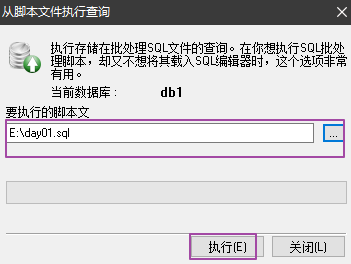 从脚本文件执行查询
执行存储在批处理SQL文件的查询。在你想执行SQL批
处理脚本，却又不想将其载入SQL编辑器时，这个选项非常
有用。
当前数据库： db1
要执行的脚本文
E:\day01.sql ...
执行(E) 关闭(L)